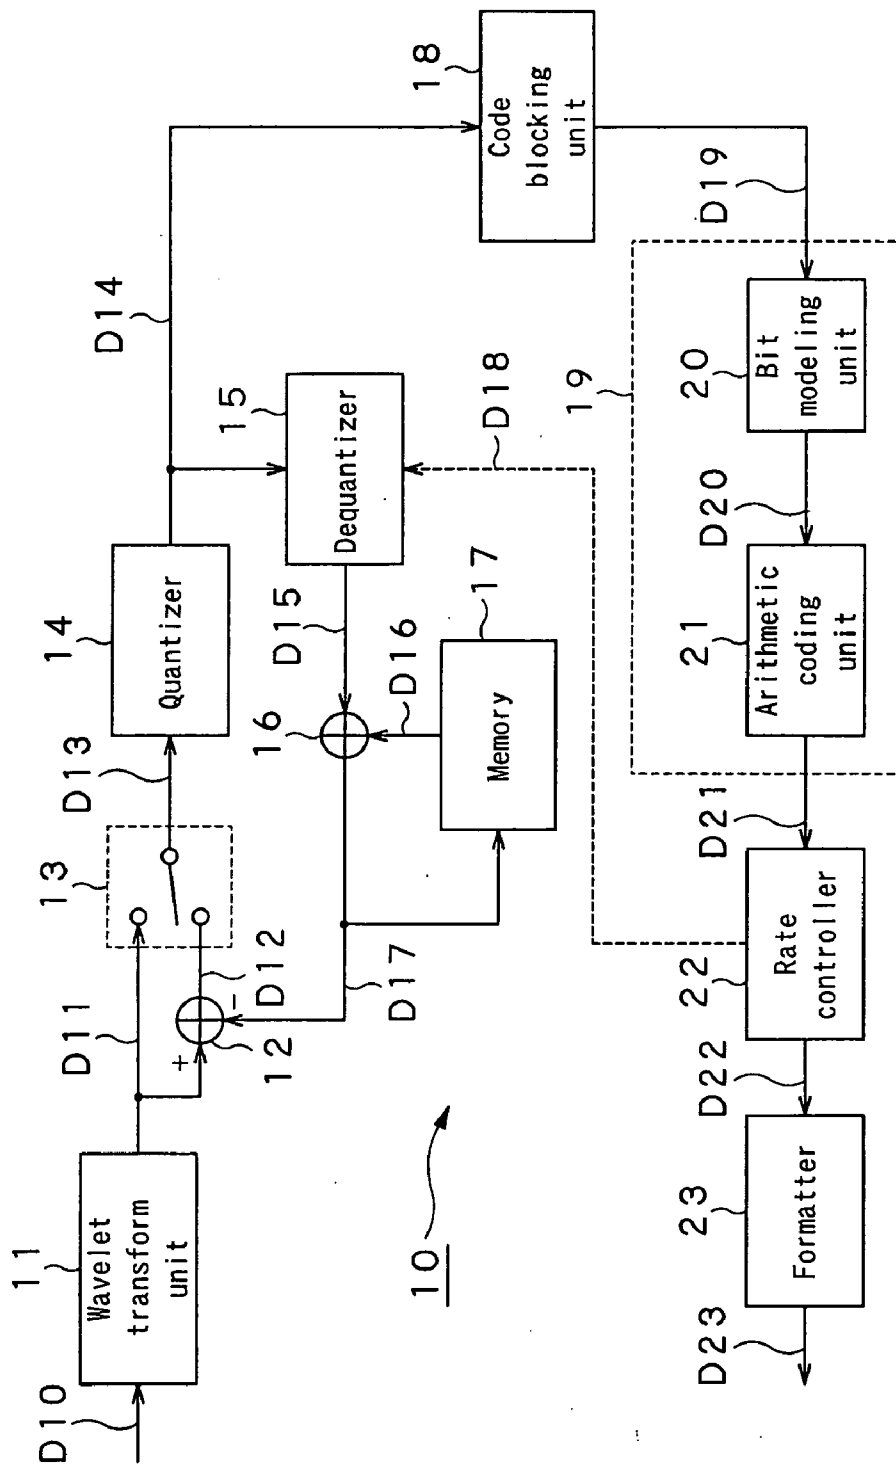 D10
11
Wavelet
transform
unit
D11
+
-
12
D12
13
D13
14
Quantizer
D14
15
Dequantizer
D15
16
D16
17
Memory
D17
D18
18
Code
blocking
unit
D19
19
20
Bit
modeling
unit
D20
21
Arithmetic
coding
unit
D21
22
Rate
controller
D22
23
Formatter
D23
10